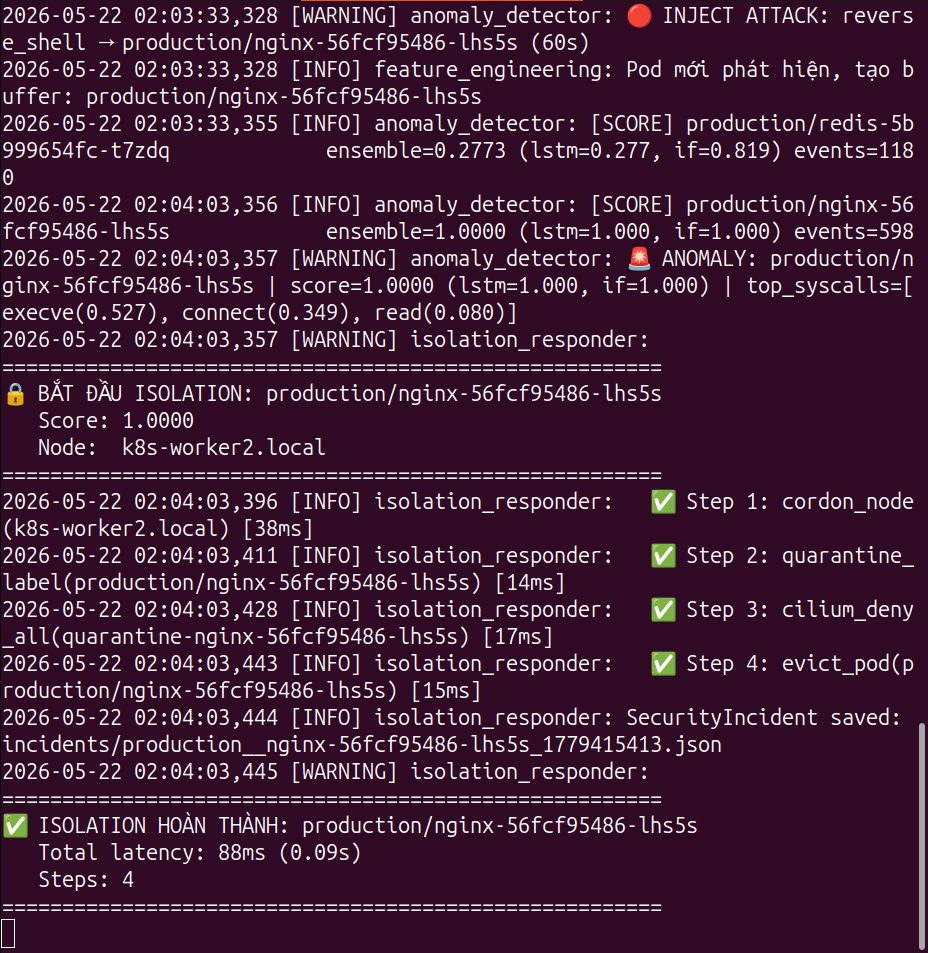 2026-05-22 02:03:33,328 [WARNING] anomaly_detector: 🔴 INJECT ATTACK: revers
e_shell → production/nginx-56fcf95486-lhs5s (60s)
2026-05-22 02:03:33,328 [INFO] feature_engineering: Pod mới phát hiện, tạo b
uffer: production/nginx-56fcf95486-lhs5s
2026-05-22 02:03:33,355 [INFO] anomaly_detector: [SCORE] production/redis-5b
999654fc-t7zdq             ensemble=0.2773 (lstm=0.277, if=0.819) events=118
0
2026-05-22 02:04:03,356 [INFO] anomaly_detector: [SCORE] production/nginx-56
fcf95486-lhs5s             ensemble=1.0000 (lstm=1.000, if=1.000) events=598
2026-05-22 02:04:03,357 [WARNING] anomaly_detector: 🚨 ANOMALY: production/n
ginx-56fcf95486-lhs5s | score=1.0000 (lstm=1.000, if=1.000) | top_syscalls=[
execve(0.527), connect(0.349), read(0.080)]
2026-05-22 02:04:03,357 [WARNING] isolation_responder:
=======================================================
🔒 BẮT ĐẦU ISOLATION: production/nginx-56fcf95486-lhs5s
   Score: 1.0000
   Node:  k8s-worker2.local
=======================================================
2026-05-22 02:04:03,396 [INFO] isolation_responder:   ✅ Step 1: cordon_node
(k8s-worker2.local) [38ms]
2026-05-22 02:04:03,411 [INFO] isolation_responder:   ✅ Step 2: quarantine_
label(production/nginx-56fcf95486-lhs5s) [14ms]
2026-05-22 02:04:03,428 [INFO] isolation_responder:   ✅ Step 3: cilium_deny
_all(quarantine-nginx-56fcf95486-lhs5s) [17ms]
2026-05-22 02:04:03,443 [INFO] isolation_responder:   ✅ Step 4: evict_pod(p
roduction/nginx-56fcf95486-lhs5s) [15ms]
2026-05-22 02:04:03,444 [INFO] isolation_responder: SecurityIncident saved:
incidents/production__nginx-56fcf95486-lhs5s_1779415413.json
2026-05-22 02:04:03,445 [WARNING] isolation_responder:
=======================================================
✅ ISOLATION HOÀN THÀNH: production/nginx-56fcf95486-lhs5s
   Total latency: 88ms (0.09s)
   Steps: 4
=======================================================